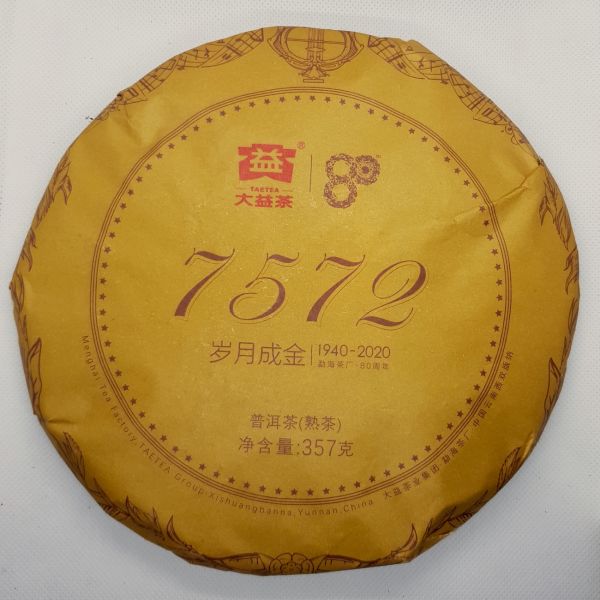 益®
TAETEA
大益茶
80
7572
岁月成金
1940-2020
勐海茶厂·80周年
普洱茶(熟茶)
净含量:357克
Menghai Tea Factory, TAETEA Group·Xishuangbanna, Yunnan, China
大益茶业集团 勐海茶厂·中国云南西双版纳